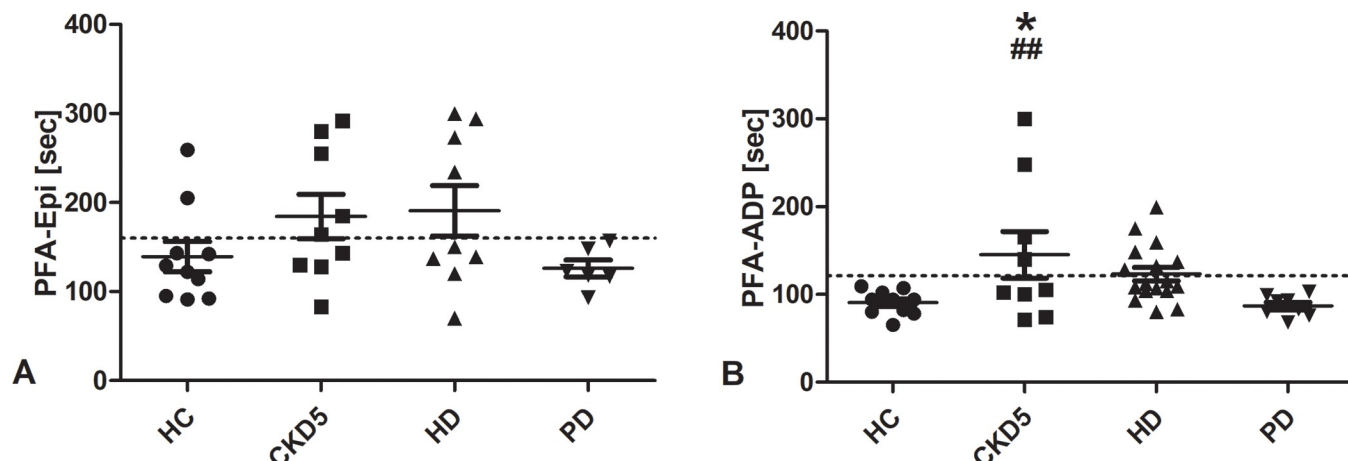 400
300
200
100
0
PFA-Epi [sec]
HC
CKD5
HD
PD
A
*
##
400
300
200
100
0
PFA-ADP [sec]
HC
CKD5
HD
PD
B